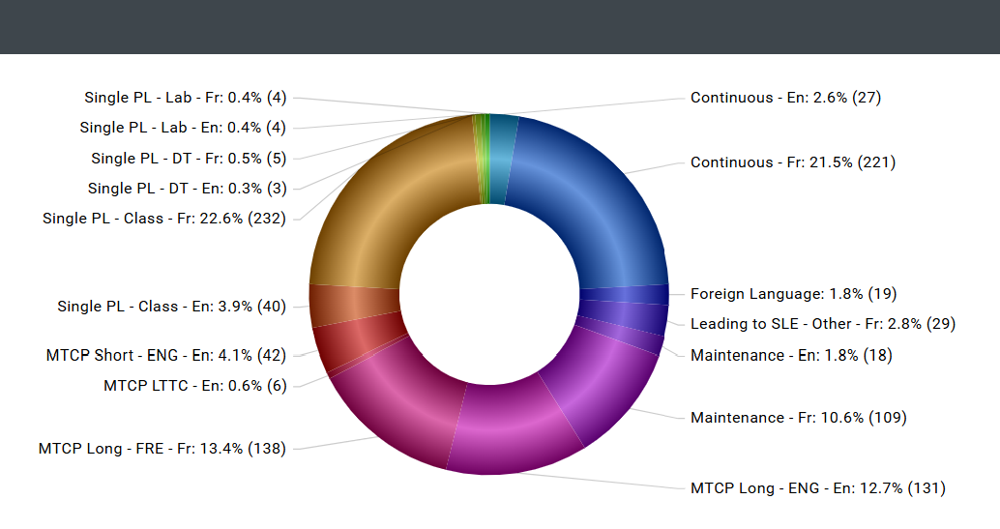 Single PL - Lab - Fr: 0.4% (4)
Single PL - Lab - En: 0.4% (4)
Single PL - DT - Fr: 0.5% (5)
Single PL - DT - En: 0.3% (3)
Single PL - Class - Fr: 22.6% (232)
Single PL - Class - En: 3.9% (40)
MTCP Short - ENG - En: 4.1% (42)
MTCP LTTC - En: 0.6% (6)
MTCP Long - FRE - Fr: 13.4% (138)
Continuous - En: 2.6% (27)
Continuous - Fr: 21.5% (221)
Foreign Language: 1.8% (19)
Leading to SLE - Other - Fr: 2.8% (29)
Maintenance - En: 1.8% (18)
Maintenance - Fr: 10.6% (109)
MTCP Long - ENG - En: 12.7% (131)